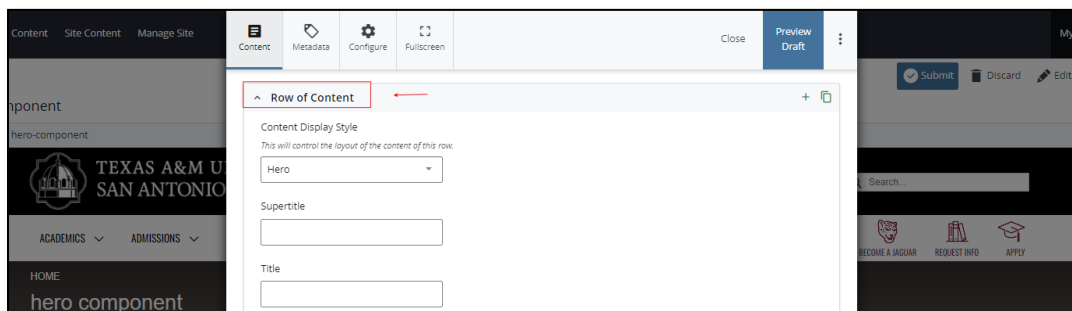 Content Site Content Manage Site
Content
Metadata
Configure
Fullscreen
Close
Preview
Draft
My
Submit
Discard
Edit
Row of Content
Content Display Style
This will control the layout of the content of this row.
Hero
Supertitle
Title
hero-component
TEXAS A&M U
SAN ANTONIO
Search...
ACADEMICS
ADMISSIONS
BECOME A JAGUAR
REQUEST INFO
APPLY
HOME
hero component